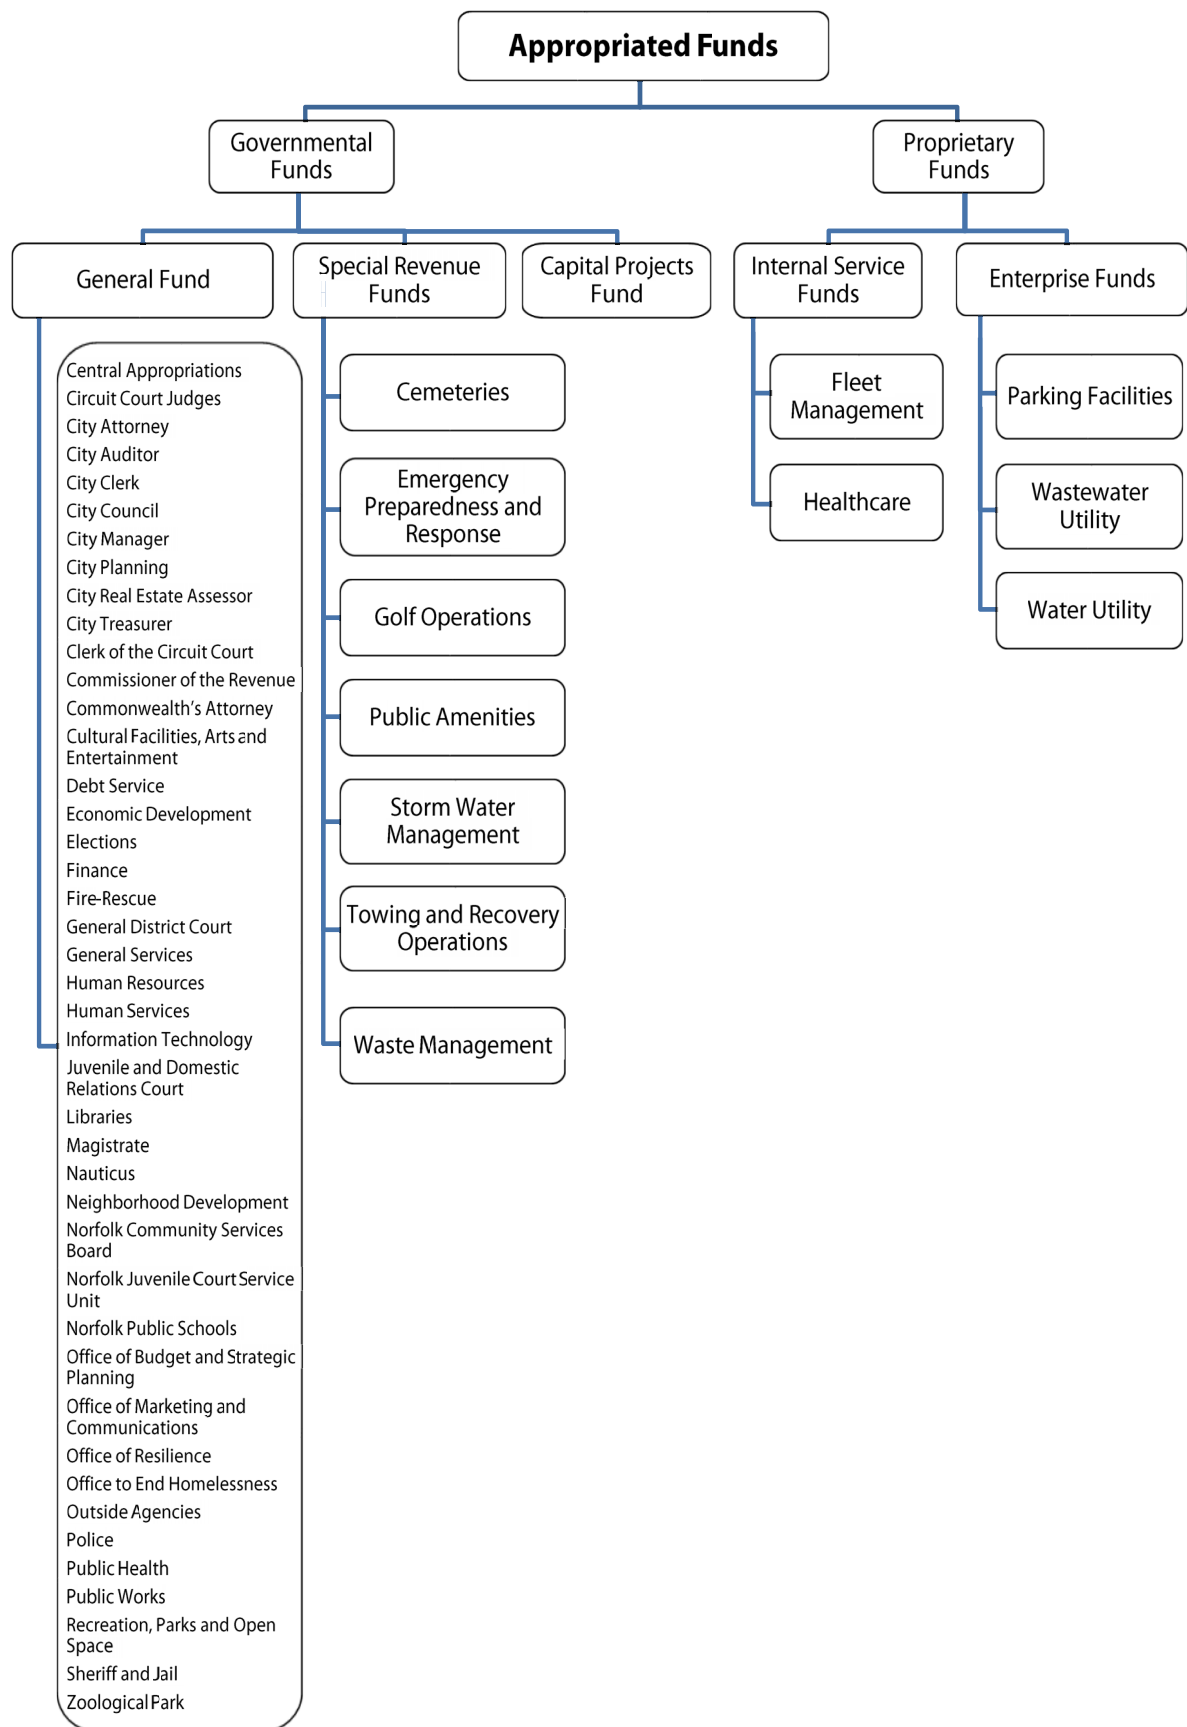 Appropriated Funds
Governmental
Funds
Proprietary
Funds
General Fund
Special Revenue
Funds
Capital Projects
Fund
Internal Service
Funds
Enterprise Funds
Central Appropriations
Circuit Court Judges
City Attorney
City Auditor
City Clerk
City Council
City Manager
City Planning
City Real Estate Assessor
City Treasurer
Clerk of the Circuit Court
Commissioner of the Revenue
Commonwealth's Attorney
Cultural Facilities, Arts and
Entertainment
Debt Service
Economic Development
Elections
Finance
Fire-Rescue
General District Court
General Services
Human Resources
Human Services
Information Technology
Juvenile and Domestic
Relations Court
Libraries
Magistrate
Nauticus
Neighborhood Development
Norfolk Community Services
Board
Norfolk Juvenile Court Service
Unit
Norfolk Public Schools
Office of Budget and Strategic
Planning
Office of Marketing and
Communications
Office of Resilience
Office to End Homelessness
Outside Agencies
Police
Public Health
Public Works
Recreation, Parks and Open
Space
Sheriff and Jail
Zoological Park
Cemeteries
Emergency
Preparedness and
Response
Golf Operations
Public Amenities
Storm Water
Management
Towing and Recovery
Operations
Waste Management
Fleet
Management
Healthcare
Parking Facilities
Wastewater
Utility
Water Utility